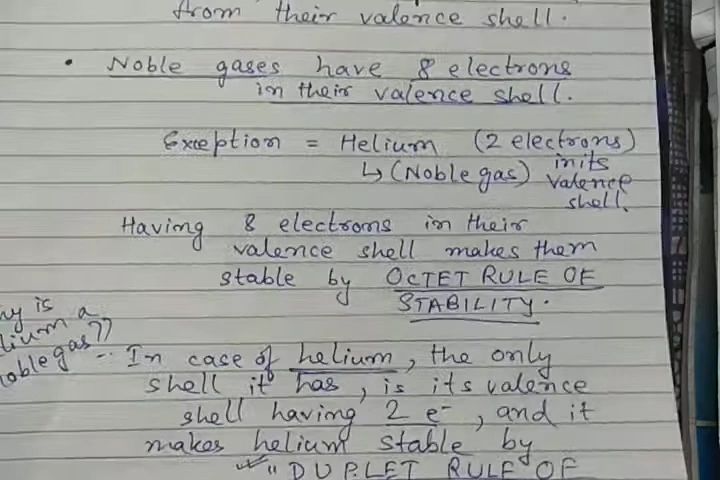 from their valence shell.
• Noble gases have 8 electrons
in their valence shell.
Exception = Helium (2 electrons)
↳ (Noble gas) in its
valence
shell.
Having 8 electrons in their
valence shell makes them
stable by OCTET RULE OF
STABILITY.
is
a
gas??
In case of helium, the only
shell it has, is its valence
shell having 2 e-, and it
makes helium stable by
"DUPLET RULE OF